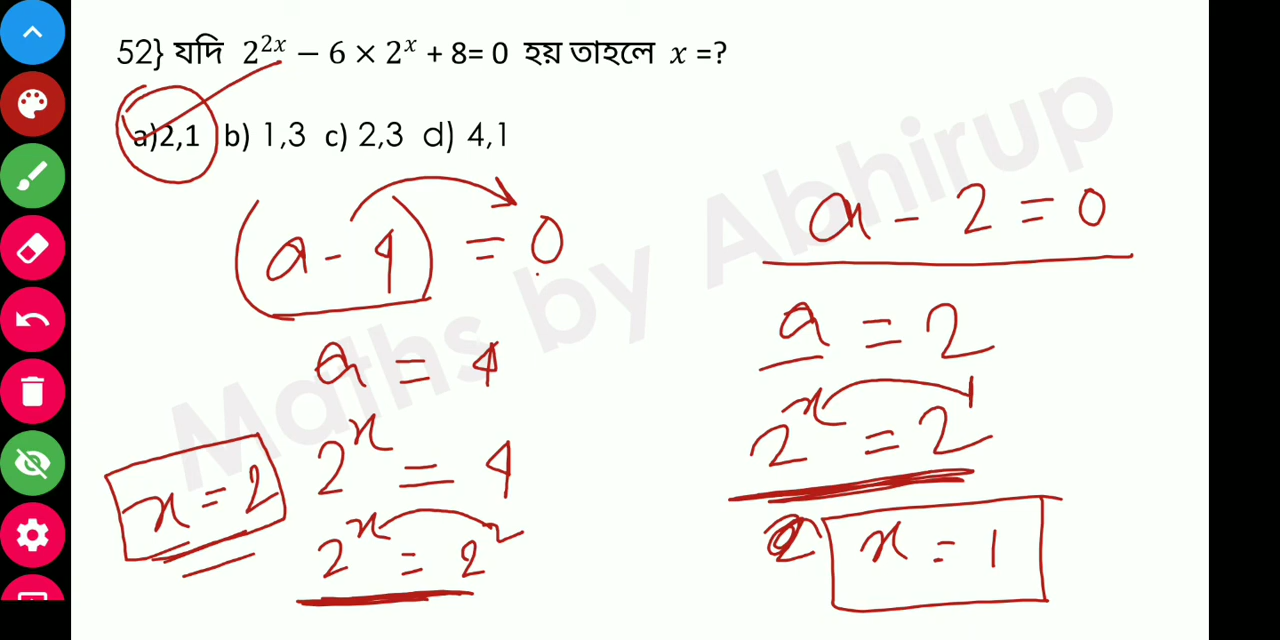 52} যদি 2^{2x} − 6 × 2^x + 8= 0 হয় তাহলে x =?
a)2,1 b) 1,3 c) 2,3 d) 4,1
(a - 4) = 0
a = 4
2^x = 4
2^x = 2^2
x = 2
a - 2 = 0
a = 2
2^x = 2^1
x = 1
Maths by Abhirup